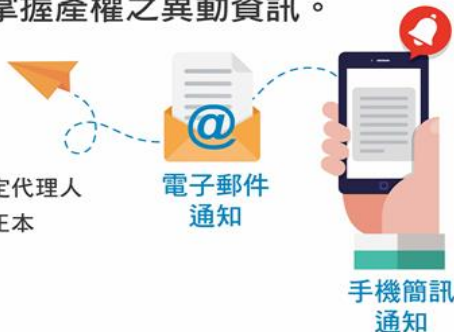 掌握產權之異動資訊。
@
定代理人
正本
電子郵件
通知
手機簡訊
通知